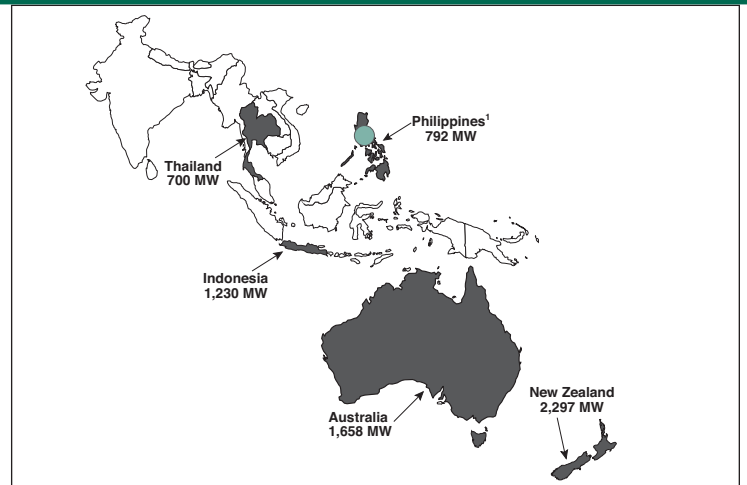 Philippines¹
792 MW
Thailand
700 MW
Indonesia
1,230 MW
New Zealand
2,297 MW
Australia
1,658 MW